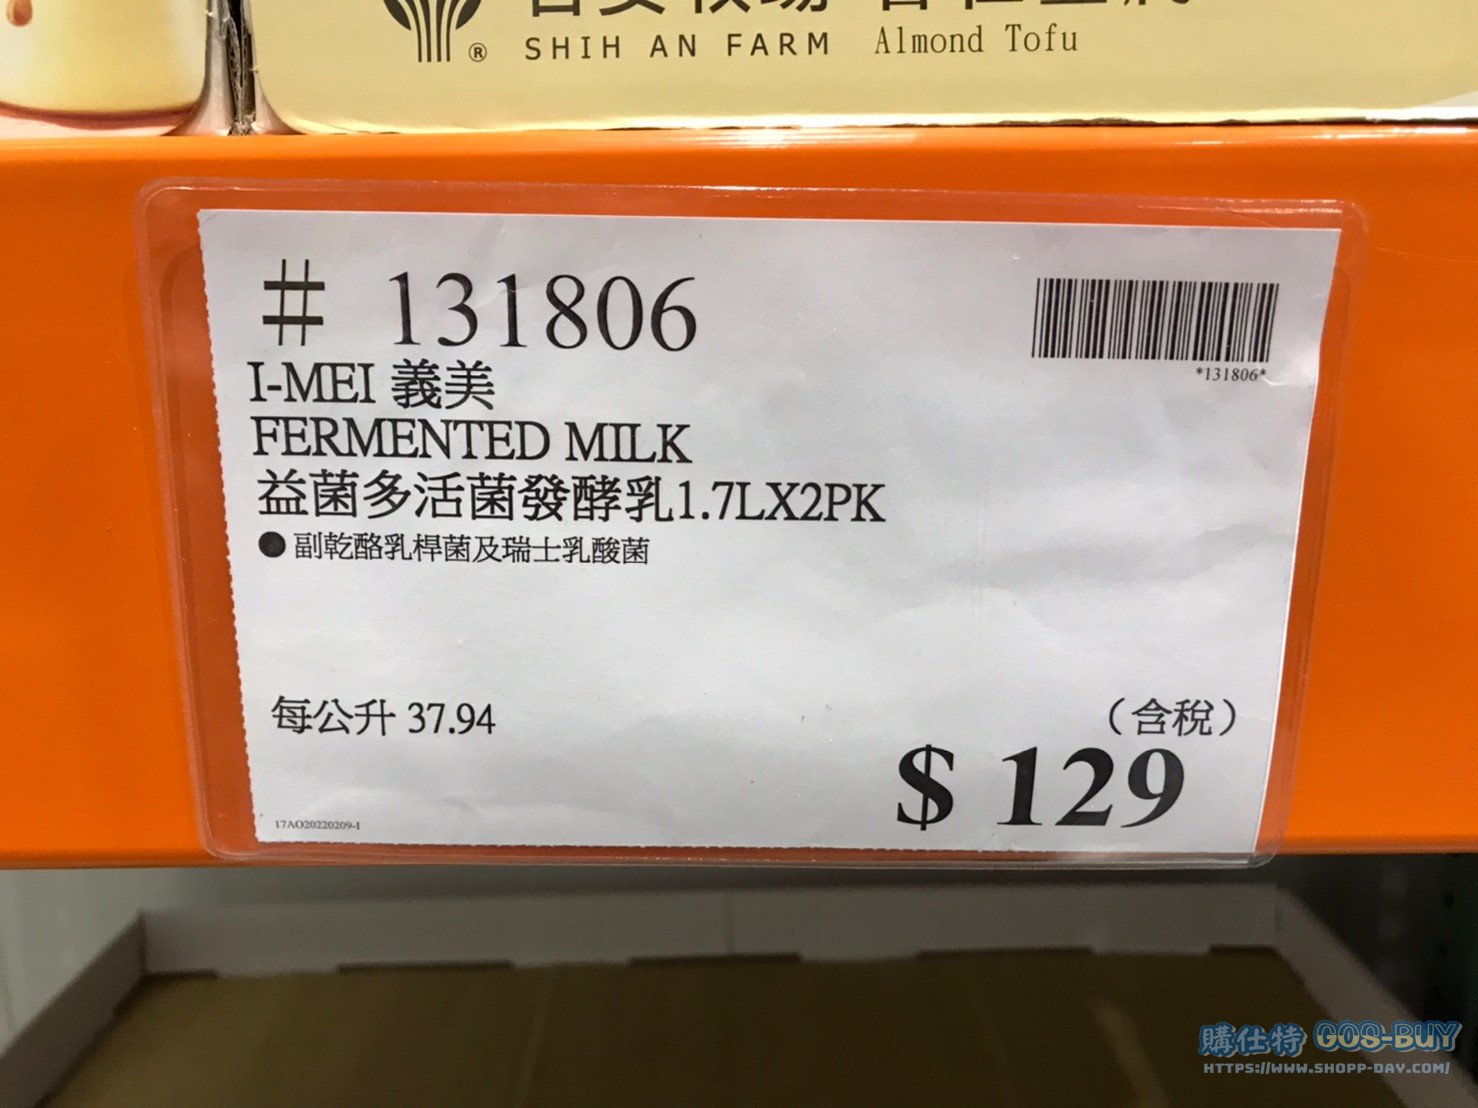 ® SHIH AN FARM Almond Tofu
# 131806
*131806*
I-MEI 義美
FERMENTED MILK
益菌多活菌發酵乳1.7LX2PK
●副乾酪乳桿菌及瑞士乳酸菌
每公升 37.94
(含稅)
$ 129
17AO20220209-1
購仕特 GOS-BUY
HTTPS://WWW.SHOPP-DAY.COM/